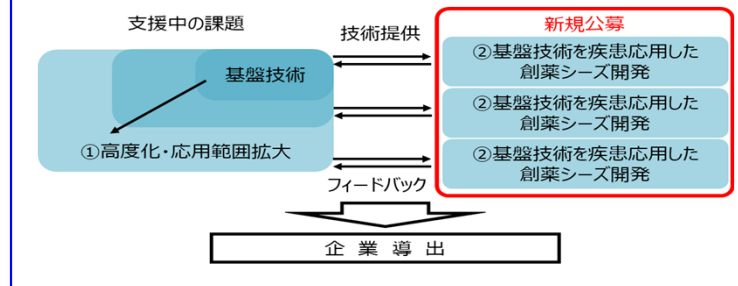 支援中の課題
技術提供
新規公募
基盤技術
①高度化・応用範囲拡大
②基盤技術を疾患応用した
創薬シーズ開発
②基盤技術を疾患応用した
創薬シーズ開発
②基盤技術を疾患応用した
創薬シーズ開発
フィードバック
企業導出